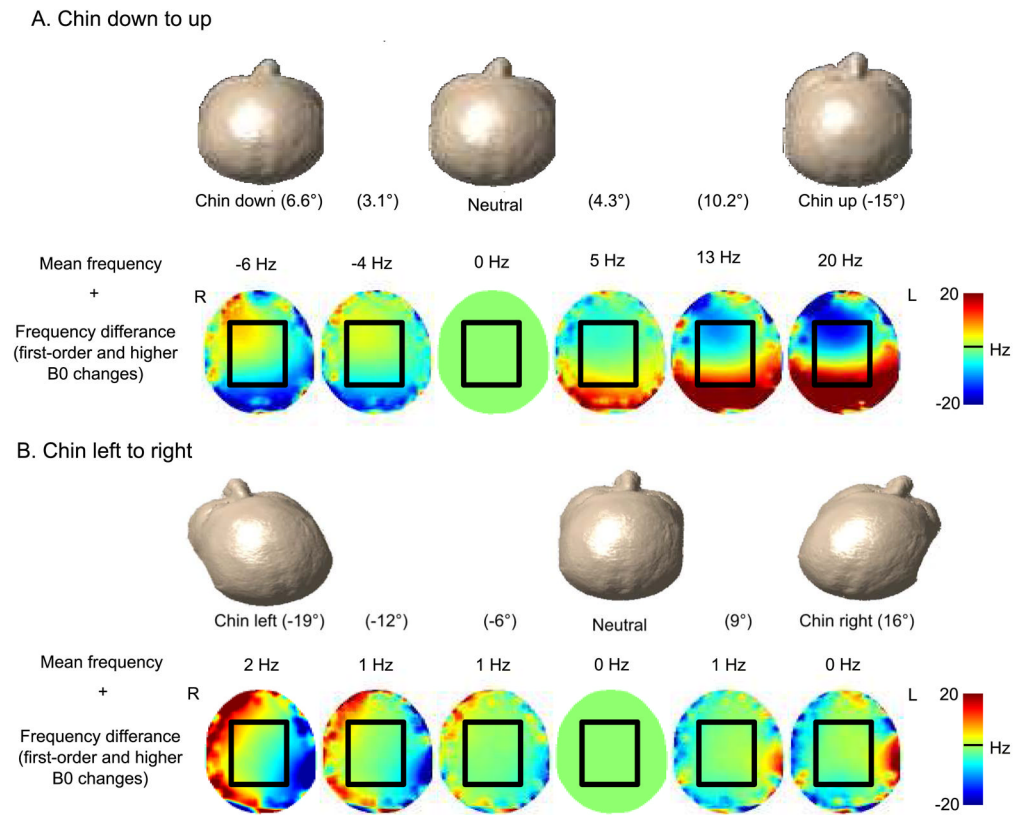 A. Chin down to up
Chin down (6.6°) (3.1°) Neutral (4.3°) (10.2°) Chin up (-15°)
Mean frequency -6 Hz -4 Hz 0 Hz 5 Hz 13 Hz 20 Hz
+ R L 20
Frequency differance
(first-order and higher
B0 changes)
Hz
-20
B. Chin left to right
Chin left (-19°) (-12°) (-6°) Neutral (9°) Chin right (16°)
Mean frequency 2 Hz 1 Hz 1 Hz 0 Hz 1 Hz 0 Hz
+ R L 20
Frequency differance
(first-order and higher
B0 changes)
Hz
-20